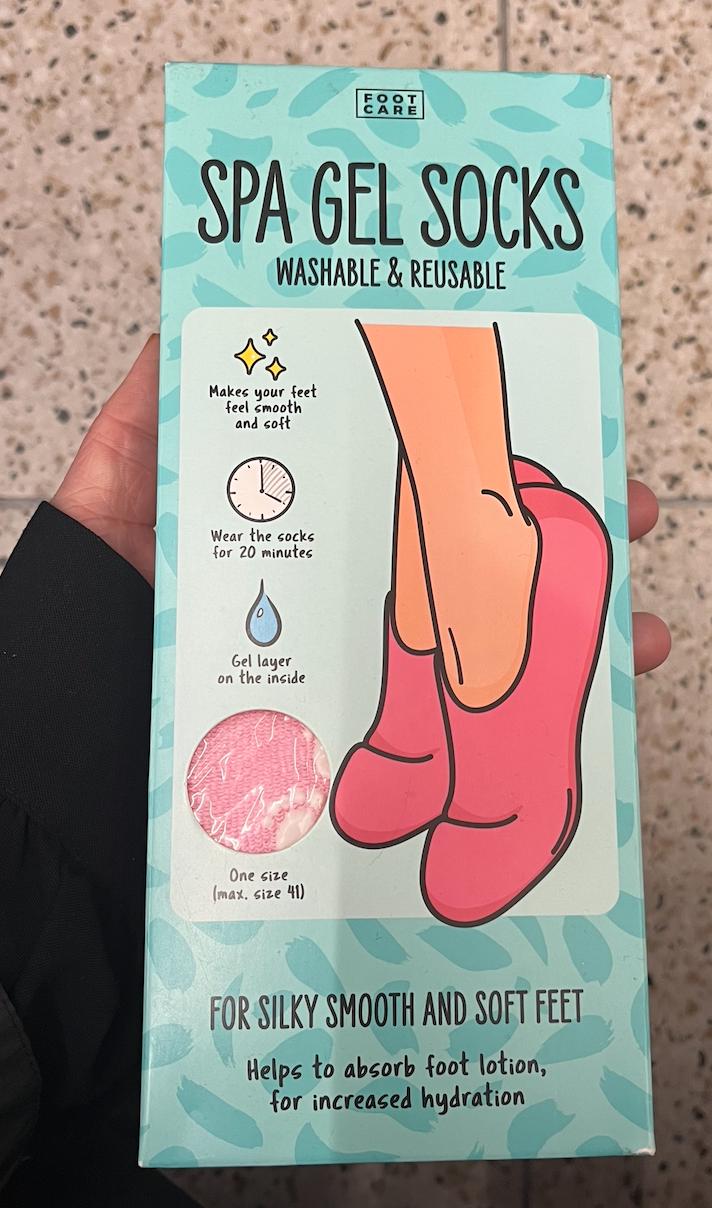 FOOT
CARE
SPA GEL SOCKS
WASHABLE & REUSABLE
Makes your feet
feel smooth
and soft
Wear the socks
for 20 minutes
Gel layer
on the inside
One size
(max. size 41)
FOR SILKY SMOOTH AND SOFT FEET
Helps to absorb foot lotion,
for increased hydration